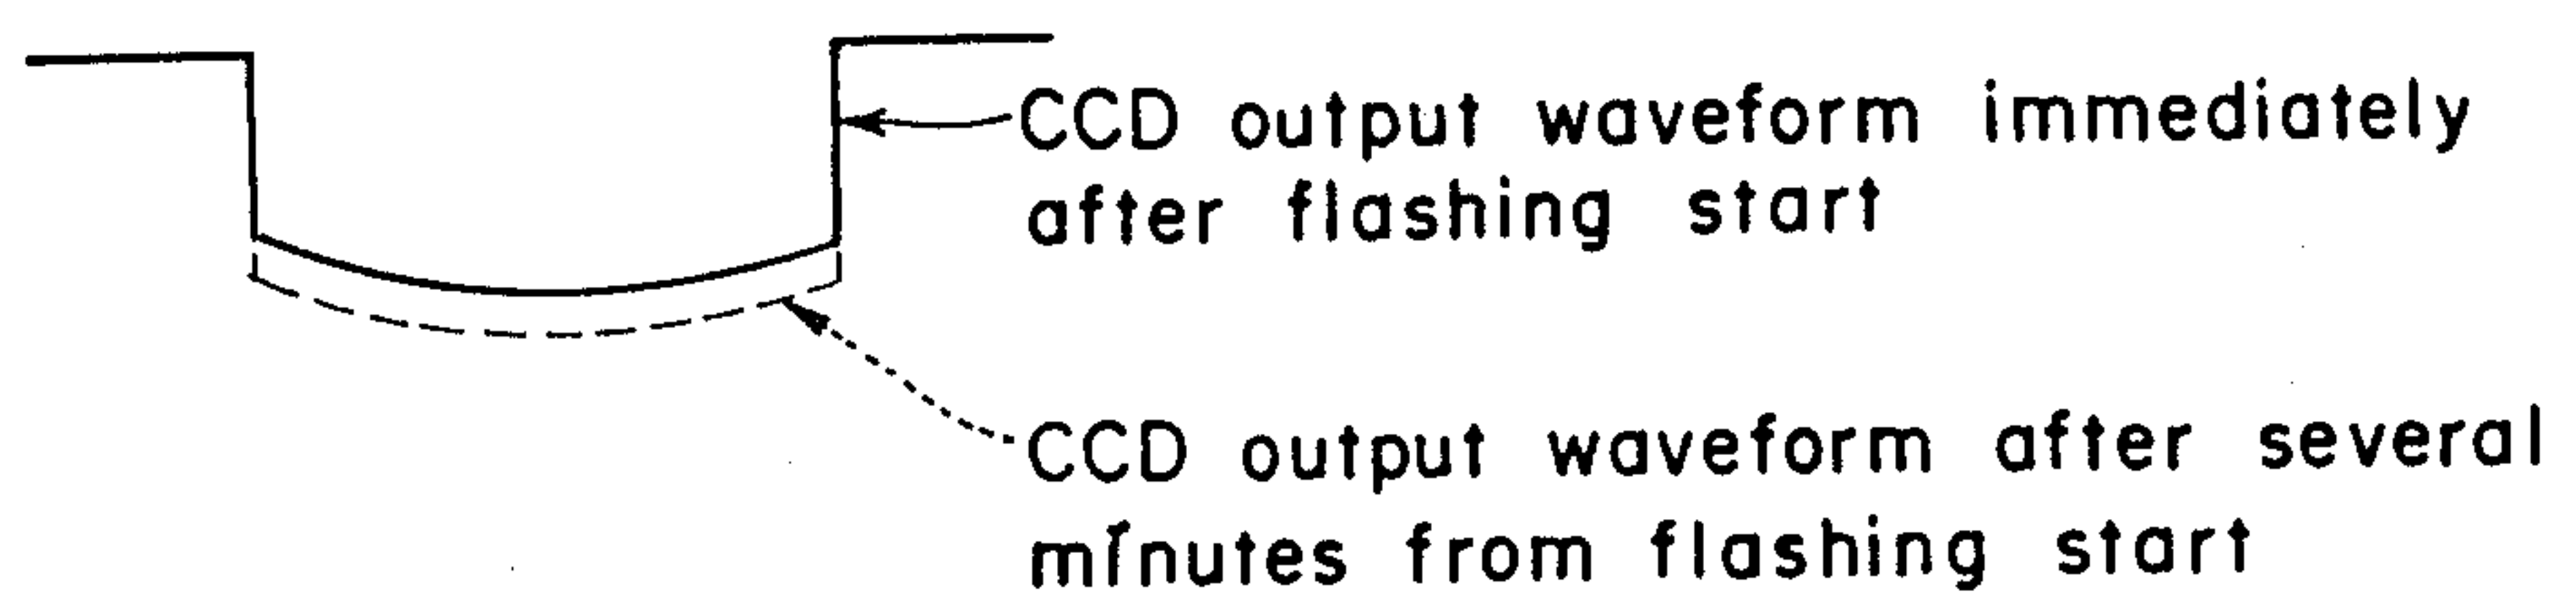 CCD output waveform immediately
after flashing start
CCD output waveform after several
minutes from flashing start